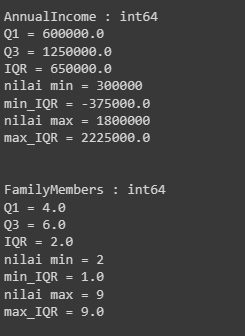 AnnualIncome : int64
Q1 = 600000.0
Q3 = 1250000.0
IQR = 650000.0
nilai min = 300000
min_IQR = -375000.0
nilai max = 1800000
max_IQR = 2225000.0
FamilyMembers : int64
Q1 = 4.0
Q3 = 6.0
IQR = 2.0
nilai min = 2
min_IQR = 1.0
nilai max = 9
max_IQR = 9.0